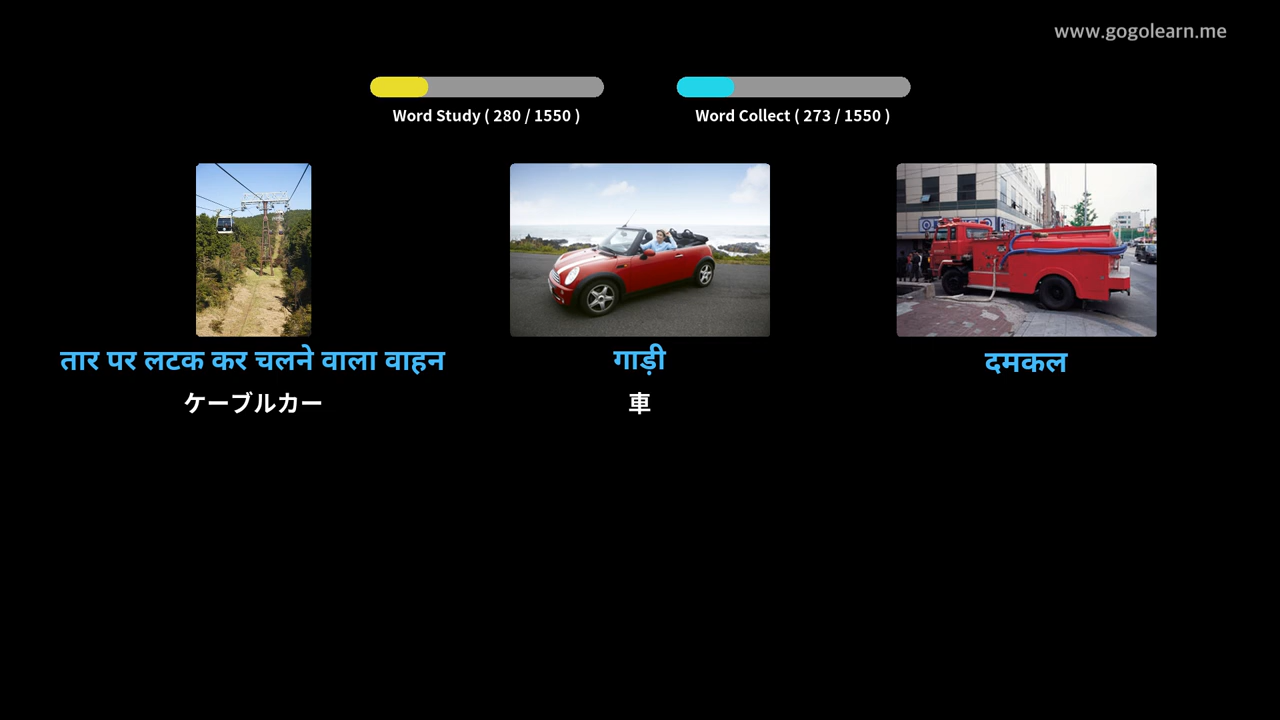 www.gogolearn.me
Word Study ( 280 / 1550 )
Word Collect ( 273 / 1550 )
तार पर लटक कर चलने वाला वाहन
गाड़ी
दमकल
ケーブルカー
車